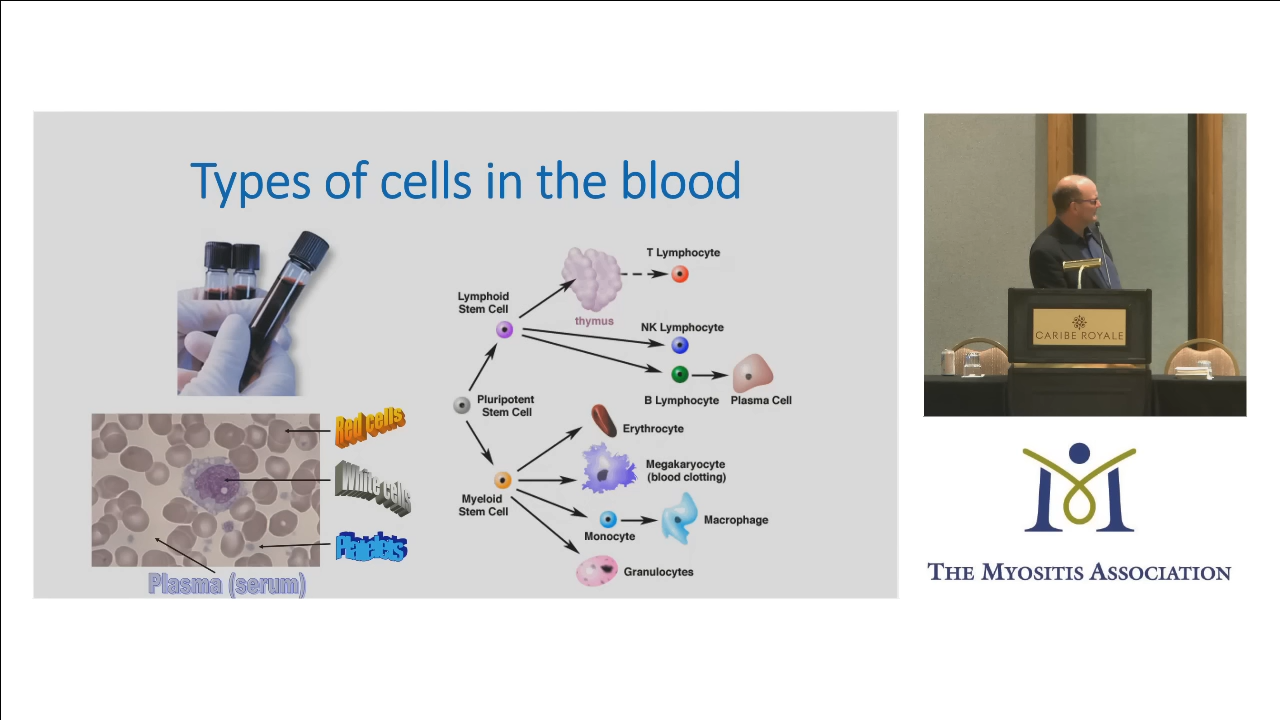 Types of cells in the blood
T Lymphocyte
Lymphoid
Stem Cell
thymus
NK Lymphocyte
B Lymphocyte
Plasma Cell
Pluripotent
Stem Cell
Erythrocyte
Megakaryocyte
(blood clotting)
Myeloid
Stem Cell
Monocyte
Macrophage
Granulocytes
Red cells
White cells
Platelets
Plasma (serum)
CARIBE ROYALE
THE MYOSITIS ASSOCIATION